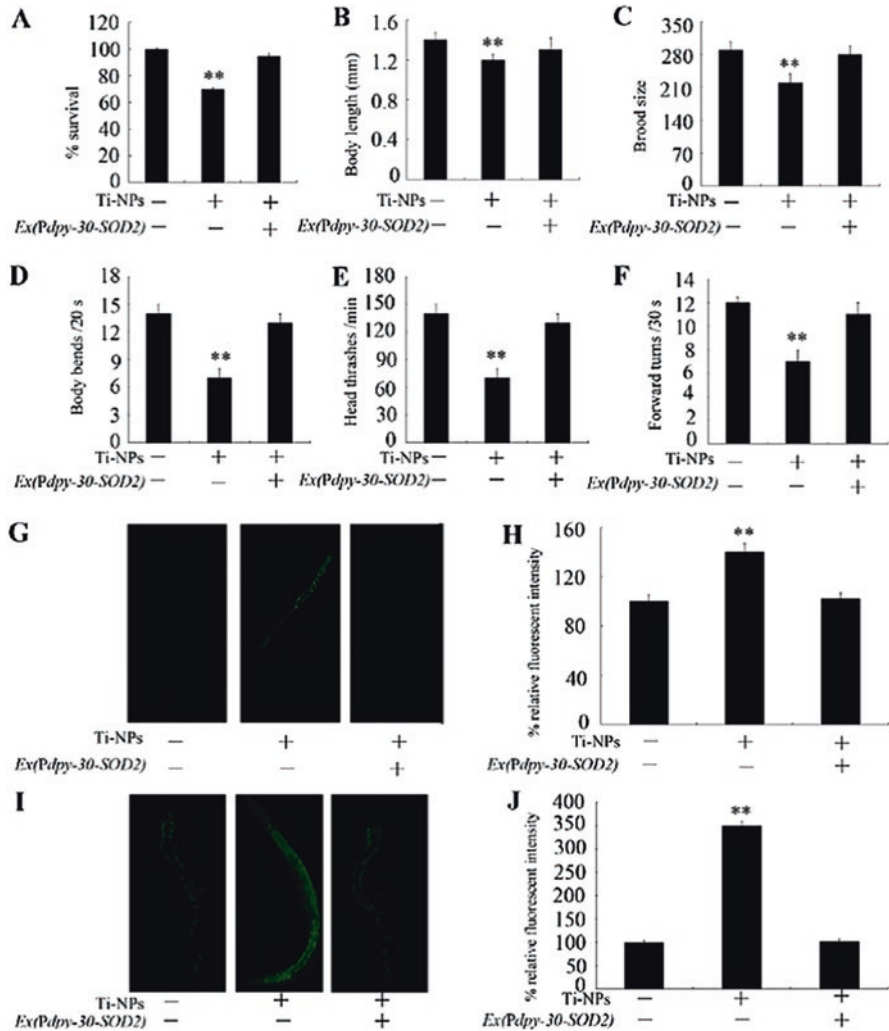 A
% survival
120
100
80
60
40
20
0
**
Ti-NPs — + +
Ex(Pdpy-30-SOD2) — — +
B
Body length (mm)
1.6
1.2
0.8
0.4
0
**
Ti-NPs — + +
Ex(Pdpy-30-SOD2) — — +
C
Brood size
350
280
210
140
70
0
**
Ti-NPs — + +
Ex(Pdpy-30-SOD2) — — +
D
Body bends /20 s
18
15
12
9
6
3
0
**
Ti-NPs — + +
Ex(Pdpy-30-SOD2) — — +
E
Head thrashes /min
180
150
120
90
60
30
0
**
Ti-NPs — + +
Ex(Pdpy-30-SOD2) — — +
F
Forward turns /30 s
14
12
10
8
6
4
2
0
**
Ti-NPs — + +
Ex(Pdpy-30-SOD2) — — +
G
Ti-NPs — + +
Ex(Pdpy-30-SOD2) — — +
H
% relative fluorescent intensity
160
120
80
40
0
**
Ti-NPs — + +
Ex(Pdpy-30-SOD2) — — +
I
Ti-NPs — + +
Ex(Pdpy-30-SOD2) — — +
J
% relative fluorescent intensity
400
350
300
250
200
150
100
50
0
**
Ti-NPs — + +
Ex(Pdpy-30-SOD2) — — +